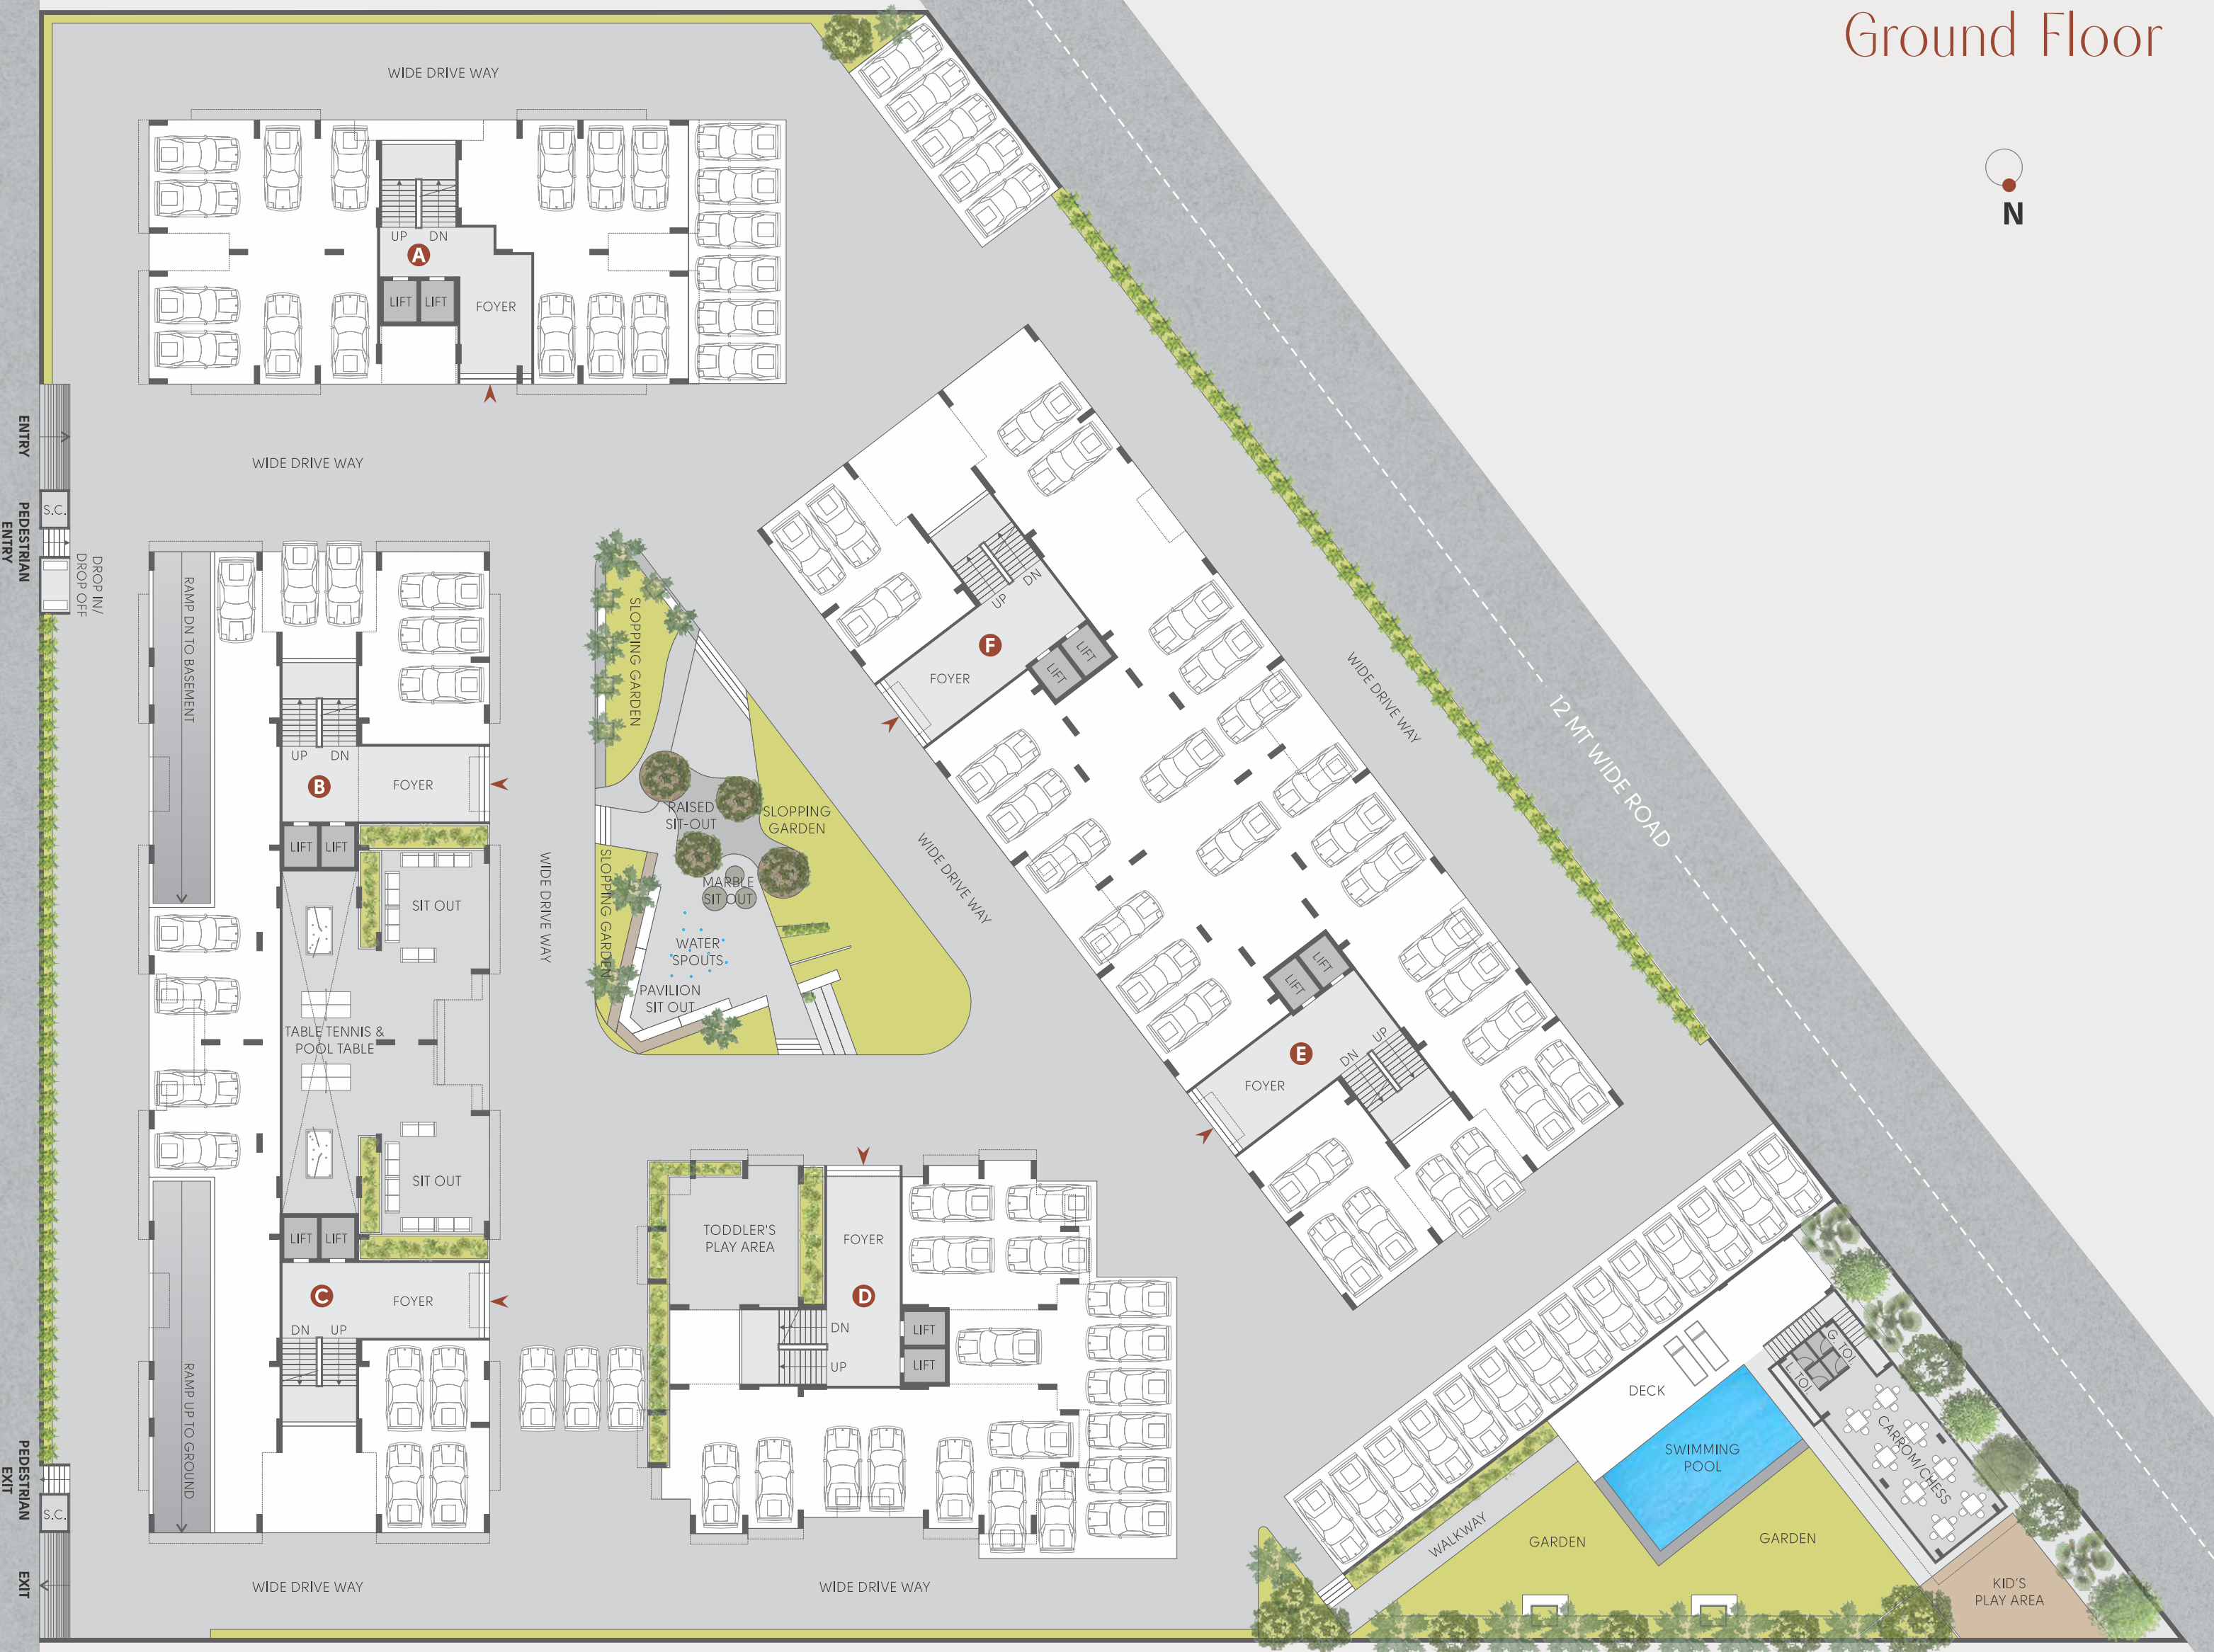 Ground Floor
N
WIDE DRIVE WAY
UP DN
A
LIFT LIFT
FOYER
ENTRY
WIDE DRIVE WAY
S.C.
PEDESTRIAN
ENTRY
DROP IN/
DROP OFF
RAMP DN TO BASEMENT
UP DN
B
FOYER
LIFT LIFT
SIT OUT
TABLE TENNIS &
POOL TABLE
SIT OUT
LIFT LIFT
C
FOYER
DN UP
RAMP UP TO GROUND
PEDESTRIAN
EXIT
S.C.
EXIT
WIDE DRIVE WAY
WIDE DRIVE WAY
SLOPPING GARDEN
RAISED
SIT-OUT
SLOPPING
GARDEN
SLOPPING GARDEN
MARBLE
SIT OUT
WATER
SPOUTS
PAVILION
SIT OUT
WIDE DRIVE WAY
DN
UP
F
FOYER
LIFT
LIFT
WIDE DRIVE WAY
12 MT WIDE ROAD
LIFT
LIFT
E
UP
DN
FOYER
TODDLER'S
PLAY AREA
FOYER
D
DN
UP
LIFT
LIFT
WIDE DRIVE WAY
DECK
SWIMMING
POOL
G. TOI.
L. TOI.
CARROM/CHESS
WALKWAY
GARDEN
GARDEN
KID'S
PLAY AREA